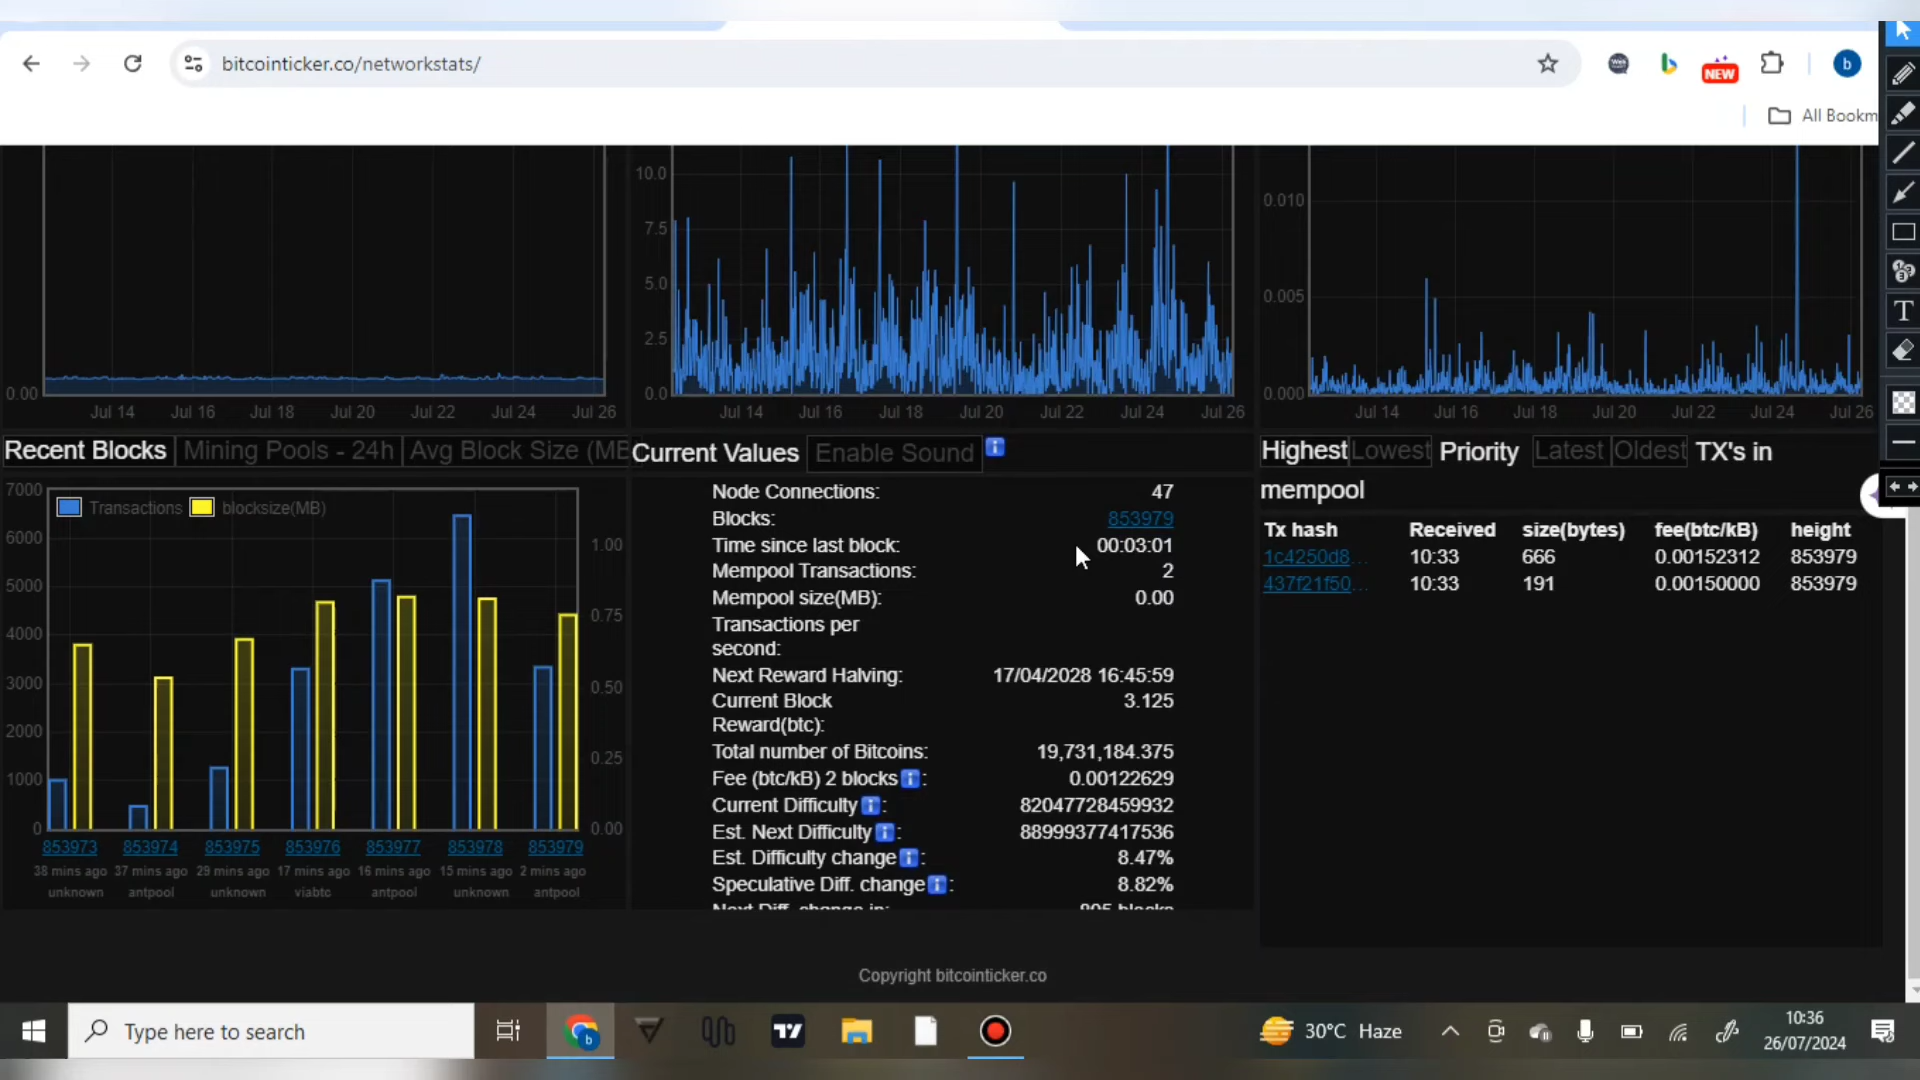 bitcointicker.co/networkstats/
NEW
b
All Bookm
0.00
Jul 14 Jul 16 Jul 18 Jul 20 Jul 22 Jul 24 Jul 26
10.0
7.5
5.0
2.5
0.0
Jul 14 Jul 16 Jul 18 Jul 20 Jul 22 Jul 24 Jul 26
0.010
0.005
0.000
Jul 14 Jul 16 Jul 18 Jul 20 Jul 22 Jul 24 Jul 26
Recent Blocks Mining Pools - 24h Avg Block Size (MB
7000
6000
5000
4000
3000
2000
1000
0
Transactions blocksize(MB)
1.00
0.75
0.50
0.25
0.00
853973 853974 853975 853976 853977 853978 853979
38 mins ago 37 mins ago 29 mins ago 17 mins ago 16 mins ago 15 mins ago 2 mins ago
unknown antpool unknown viabtc antpool unknown antpool
Current Values Enable Sound
Node Connections: 47
Blocks: 853979
Time since last block: 00:03:01
Mempool Transactions: 2
Mempool size(MB): 0.00
Transactions per
second:
Next Reward Halving: 17/04/2028 16:45:59
Current Block 3.125
Reward(btc):
Total number of Bitcoins: 19,731,184.375
Fee (btc/kB) 2 blocks i: 0.00122629
Current Difficulty i: 82047728459932
Est. Next Difficulty i: 88999377417536
Est. Difficulty change i: 8.47%
Speculative Diff. change i: 8.82%
Next Diff. change in: 805 blocks
Highest Lowest Priority Latest Oldest TX's in
mempool
Tx hash Received size(bytes) fee(btc/kB) height
1c4250d8... 10:33 666 0.00152312 853979
437f21f50... 10:33 191 0.00150000 853979
Copyright bitcointicker.co
Type here to search
30°C Haze
10:36
26/07/2024